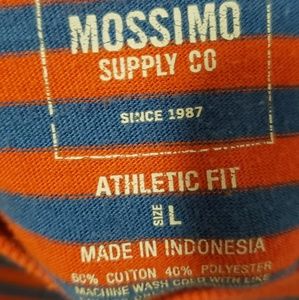 MOSSIMO
SUPPLY CO
SINCE 1987
ATHLETIC FIT
SIZE L
MADE IN INDONESIA
60% COTTON 40% POLYESTER
MACHINE WASH COLD WITH LIKE